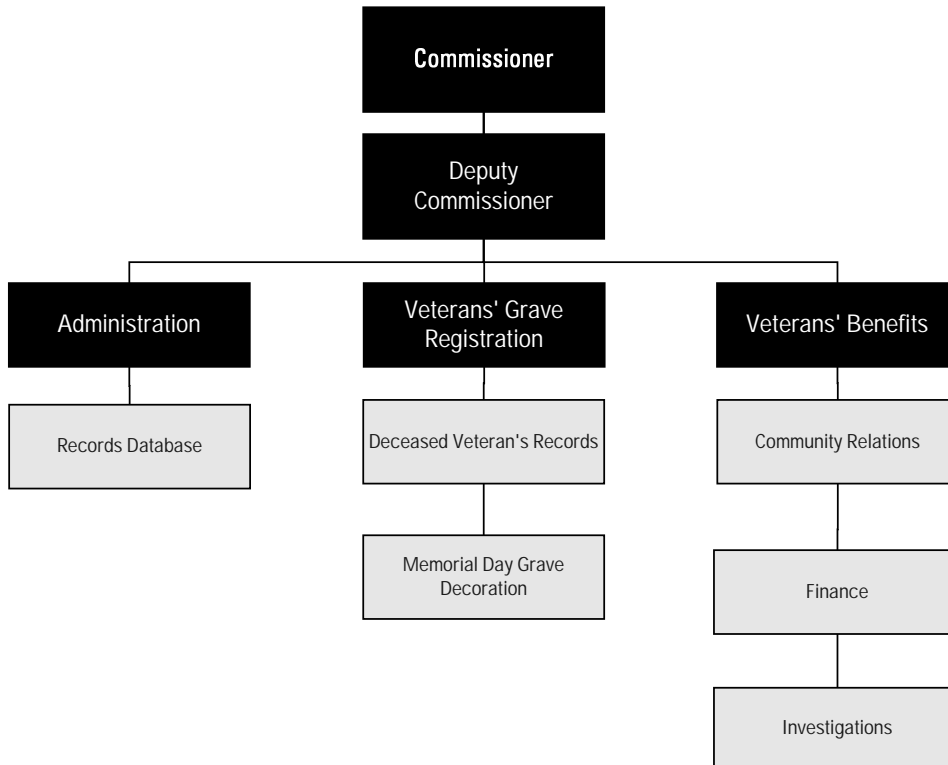 Commissioner
Deputy
Commissioner
Administration
Veterans' Grave
Registration
Veterans' Benefits
Records Database
Deceased Veteran's Records
Community Relations
Memorial Day Grave
Decoration
Finance
Investigations